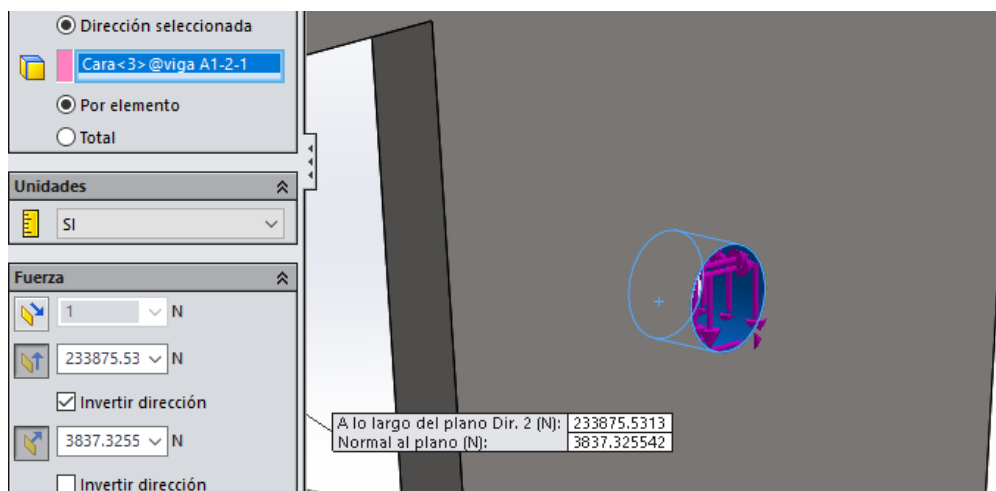 Dirección seleccionada
Cara<3>@viga A1-2-1
Por elemento
Total
Unidades
SI
Fuerza
1 N
233875.53 N
Invertir dirección
3837.3255 N
Invertir dirección
A lo largo del plano Dir. 2 (N): 233875.5313
Normal al plano (N): 3837.325542